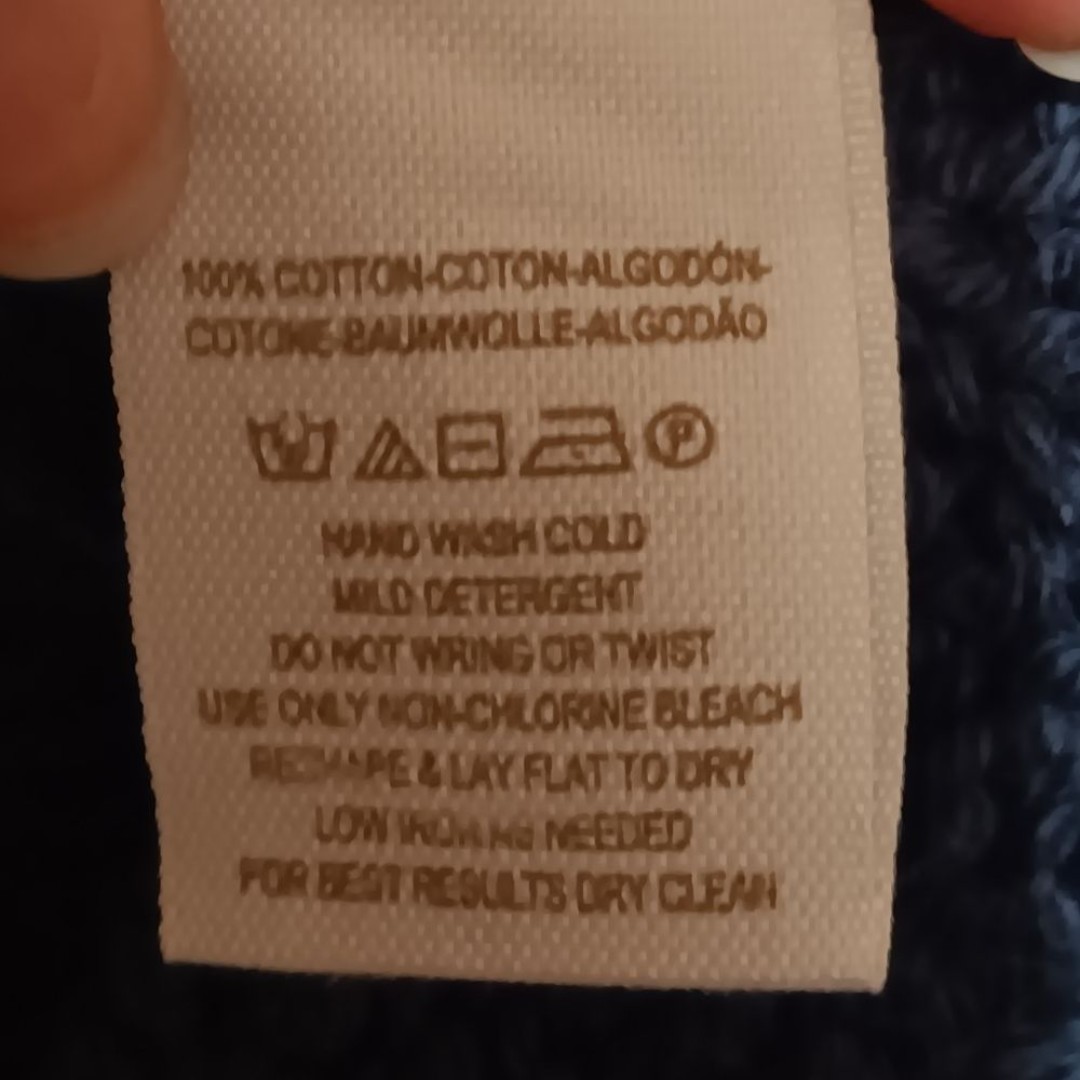 100% COTTON-COTON-ALGODÓN-
COTONE-BAUMWOLLE-ALGODÃO
P
HAND WASH COLD
MILD DETERGENT
DO NOT WRING OR TWIST
USE ONLY NON-CHLORINE BLEACH
RESHAPE & LAY FLAT TO DRY
LOW IRON AS NEEDED
FOR BEST RESULTS DRY CLEAN